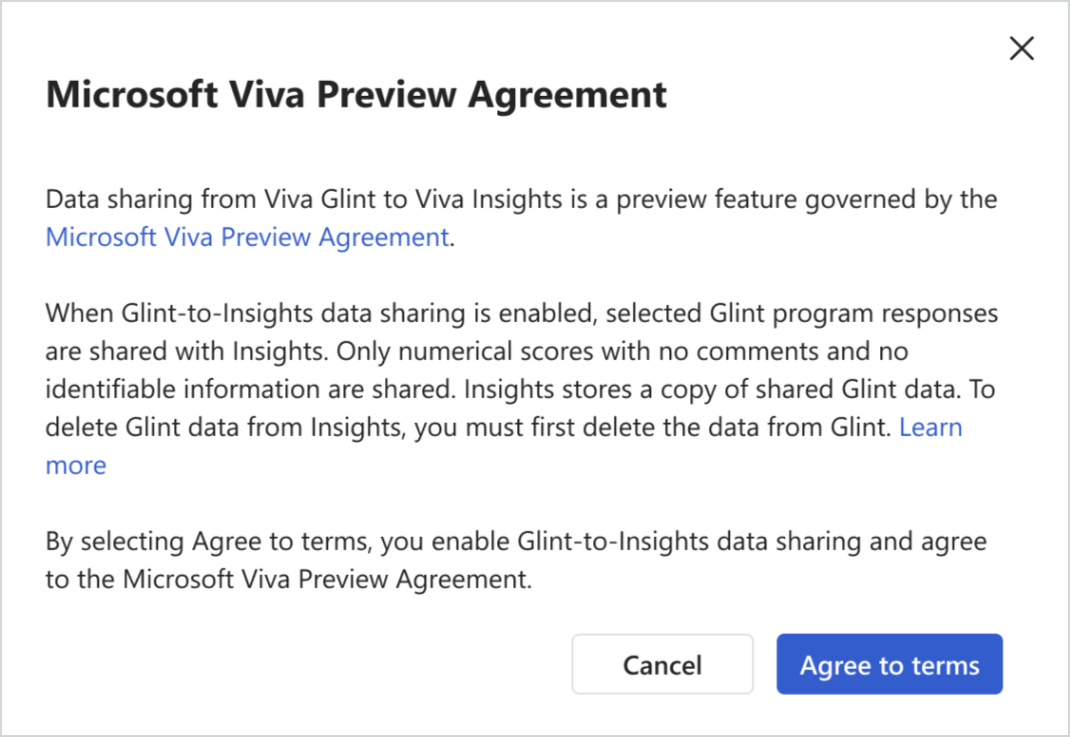 Microsoft Viva Preview Agreement
Data sharing from Viva Glint to Viva Insights is a preview feature governed by the
Microsoft Viva Preview Agreement.
When Glint-to-Insights data sharing is enabled, selected Glint program responses
are shared with Insights. Only numerical scores with no comments and no
identifiable information are shared. Insights stores a copy of shared Glint data. To
delete Glint data from Insights, you must first delete the data from Glint. Learn
more
By selecting Agree to terms, you enable Glint-to-Insights data sharing and agree
to the Microsoft Viva Preview Agreement.
Cancel
Agree to terms